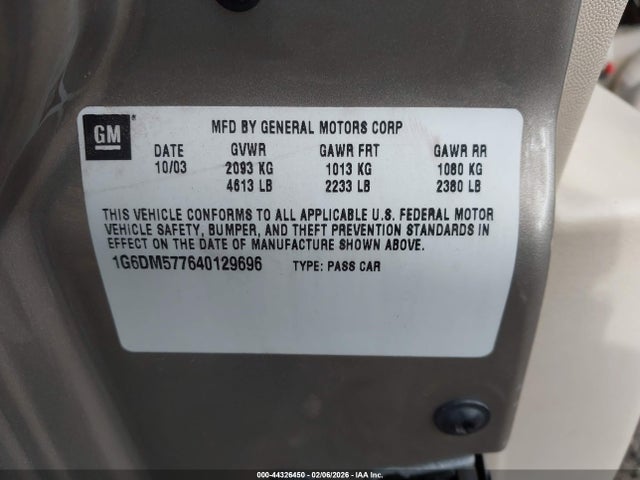 GM
MFD BY GENERAL MOTORS CORP
DATE GVWR GAWR FRT GAWR RR
10/03 2093 KG 1013 KG 1080 KG
4613 LB 2233 LB 2380 LB
THIS VEHICLE CONFORMS TO ALL APPLICABLE U.S. FEDERAL MOTOR
VEHICLE SAFETY, BUMPER, AND THEFT PREVENTION STANDARDS IN
EFFECT ON THE DATE OF MANUFACTURE SHOWN ABOVE.
1G6DM577640129696 TYPE: PASS CAR
000-44326450 - 02/06/2026 - IAA Inc.